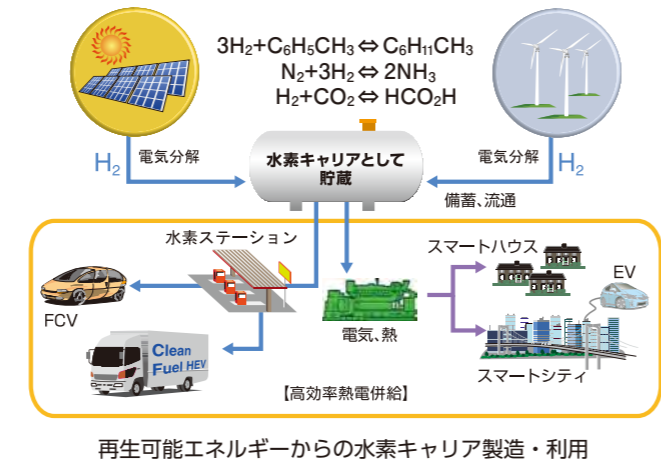 3H₂+C₆H₅CH₃⇔C₆H₁₁CH₃
N₂+3H₂⇔2NH₃
H₂+CO₂⇔HCO₂H
H₂
電気分解
水素キャリアとして
貯蔵
電気分解
H₂
備蓄、流通
水素ステーション
スマートハウス
EV
FCV
電気、熱
Clean
Fuel HEV
スマートシティ
【高効率熱電併給】
再生可能エネルギーからの水素キャリア製造・利用